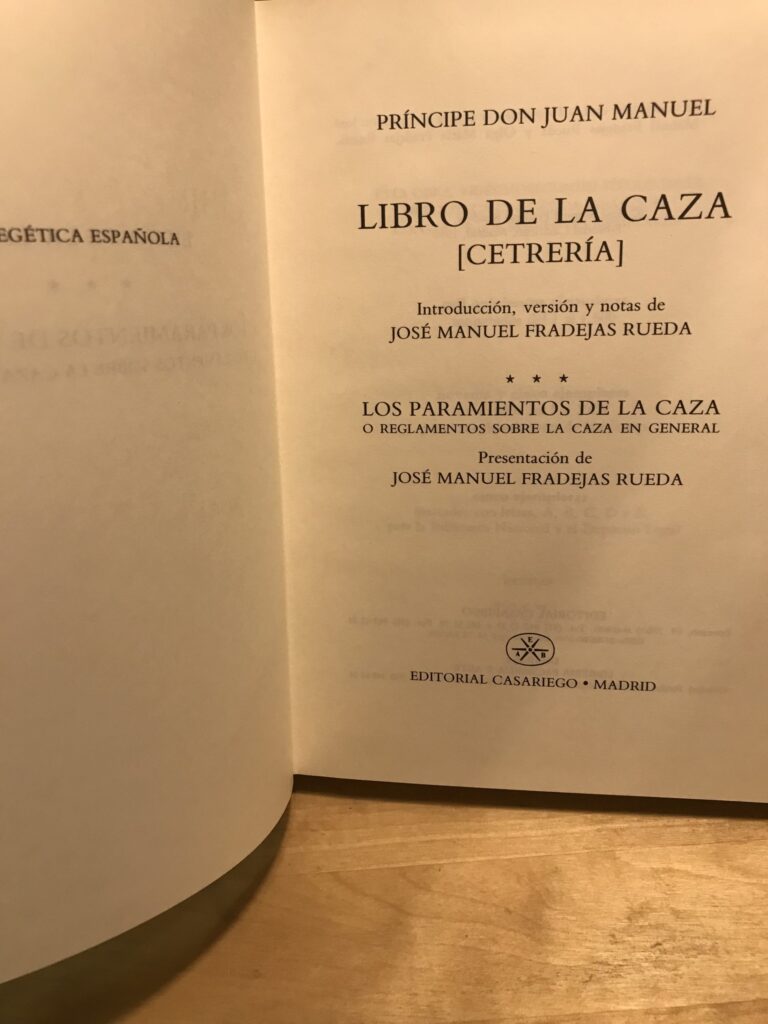 EGÉTICA ESPAÑOLA
* * *
PRÍNCIPE DON JUAN MANUEL
LIBRO DE LA CAZA
[CETRERÍA]
Introducción, versión y notas de
JOSÉ MANUEL FRADEJAS RUEDA
★ ★ ★
LOS PARAMIENTOS DE LA CAZA
O REGLAMENTOS SOBRE LA CAZA EN GENERAL
Presentación de
JOSÉ MANUEL FRADEJAS RUEDA
E
A B
EDITORIAL CASARIEGO • MADRID